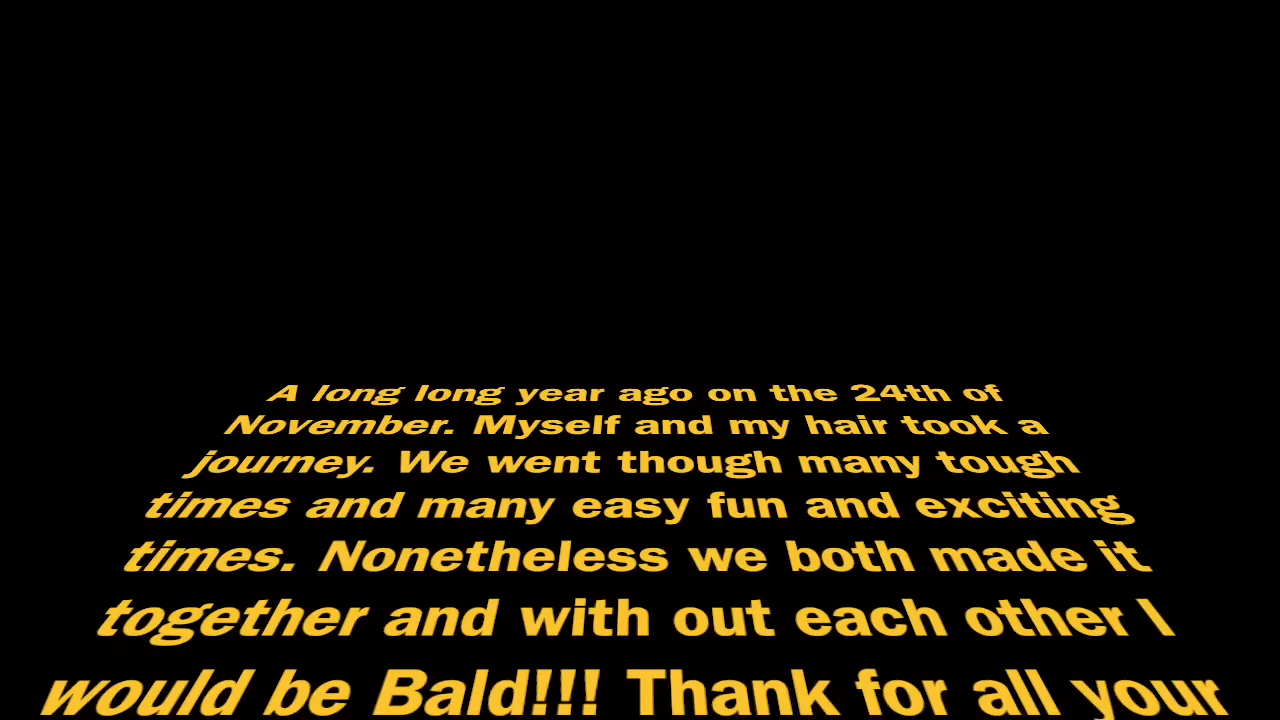 A long long year ago on the 24th of
November. Myself and my hair took a
journey. We went though many tough
times and many easy fun and exciting
times. Nonetheless we both made it
together and with out each other I
would be Bald!!! Thank for all your